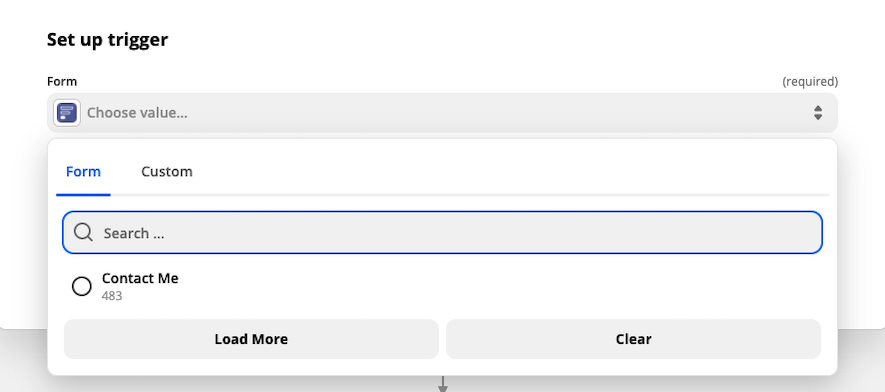 Set up trigger
Form (required)
Choose value...
Form Custom
Search ...
Contact Me
483
Load More Clear